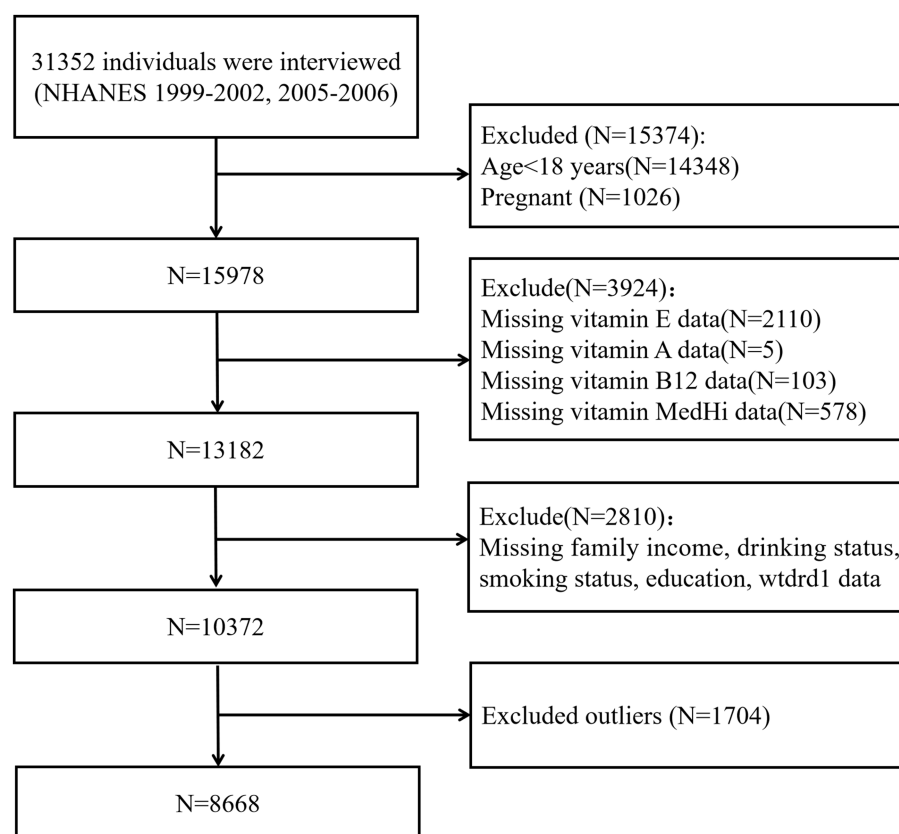 31352 individuals were interviewed
(NHANES 1999-2002, 2005-2006)
Excluded (N=15374):
Age<18 years(N=14348)
Pregnant (N=1026)
N=15978
Exclude(N=3924)：
Missing vitamin E data(N=2110)
Missing vitamin A data(N=5)
Missing vitamin B12 data(N=103)
Missing vitamin MedHi data(N=578)
N=13182
Exclude(N=2810)：
Missing family income, drinking status,
smoking status, education, wtdrd1 data
N=10372
Excluded outliers (N=1704)
N=8668